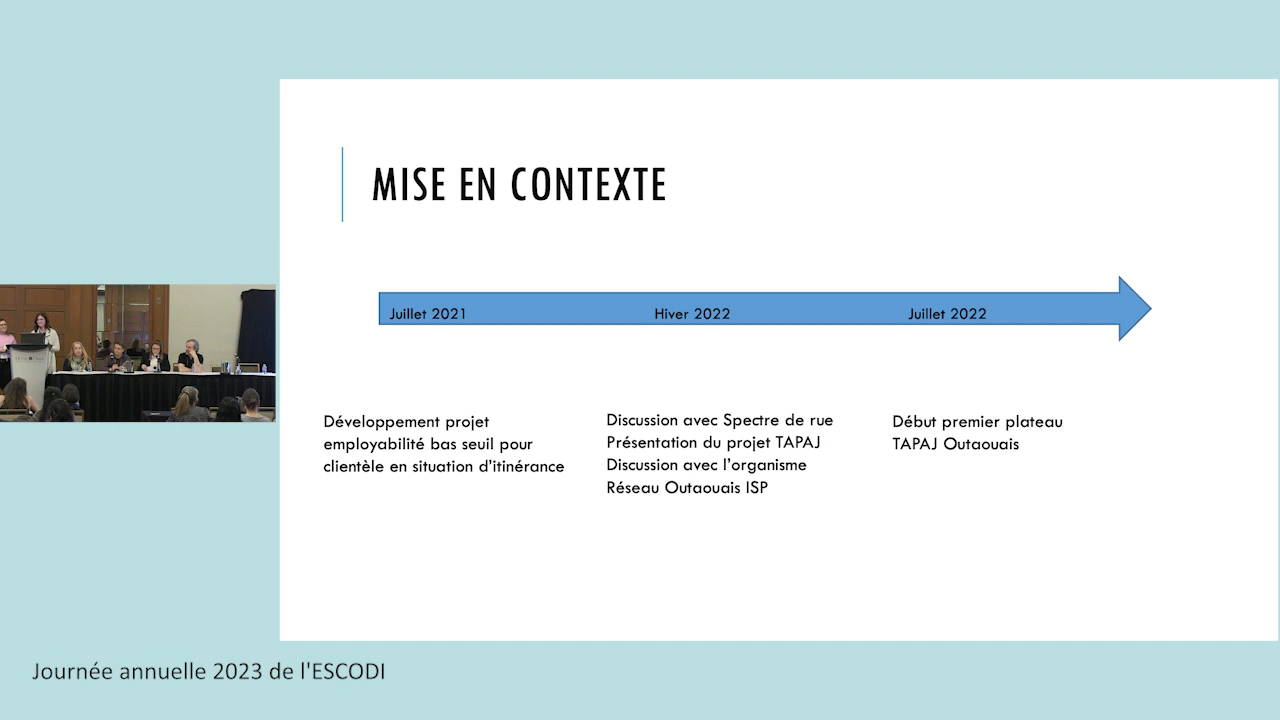 MISE EN CONTEXTE
Juillet 2021
Hiver 2022
Juillet 2022
Développement projet
employabilité bas seuil pour
clientèle en situation d'itinérance
Discussion avec Spectre de rue
Présentation du projet TAPAJ
Discussion avec l'organisme
Réseau Outaouais ISP
Début premier plateau
TAPAJ Outaouais
Journée annuelle 2023 de l'ESCODI